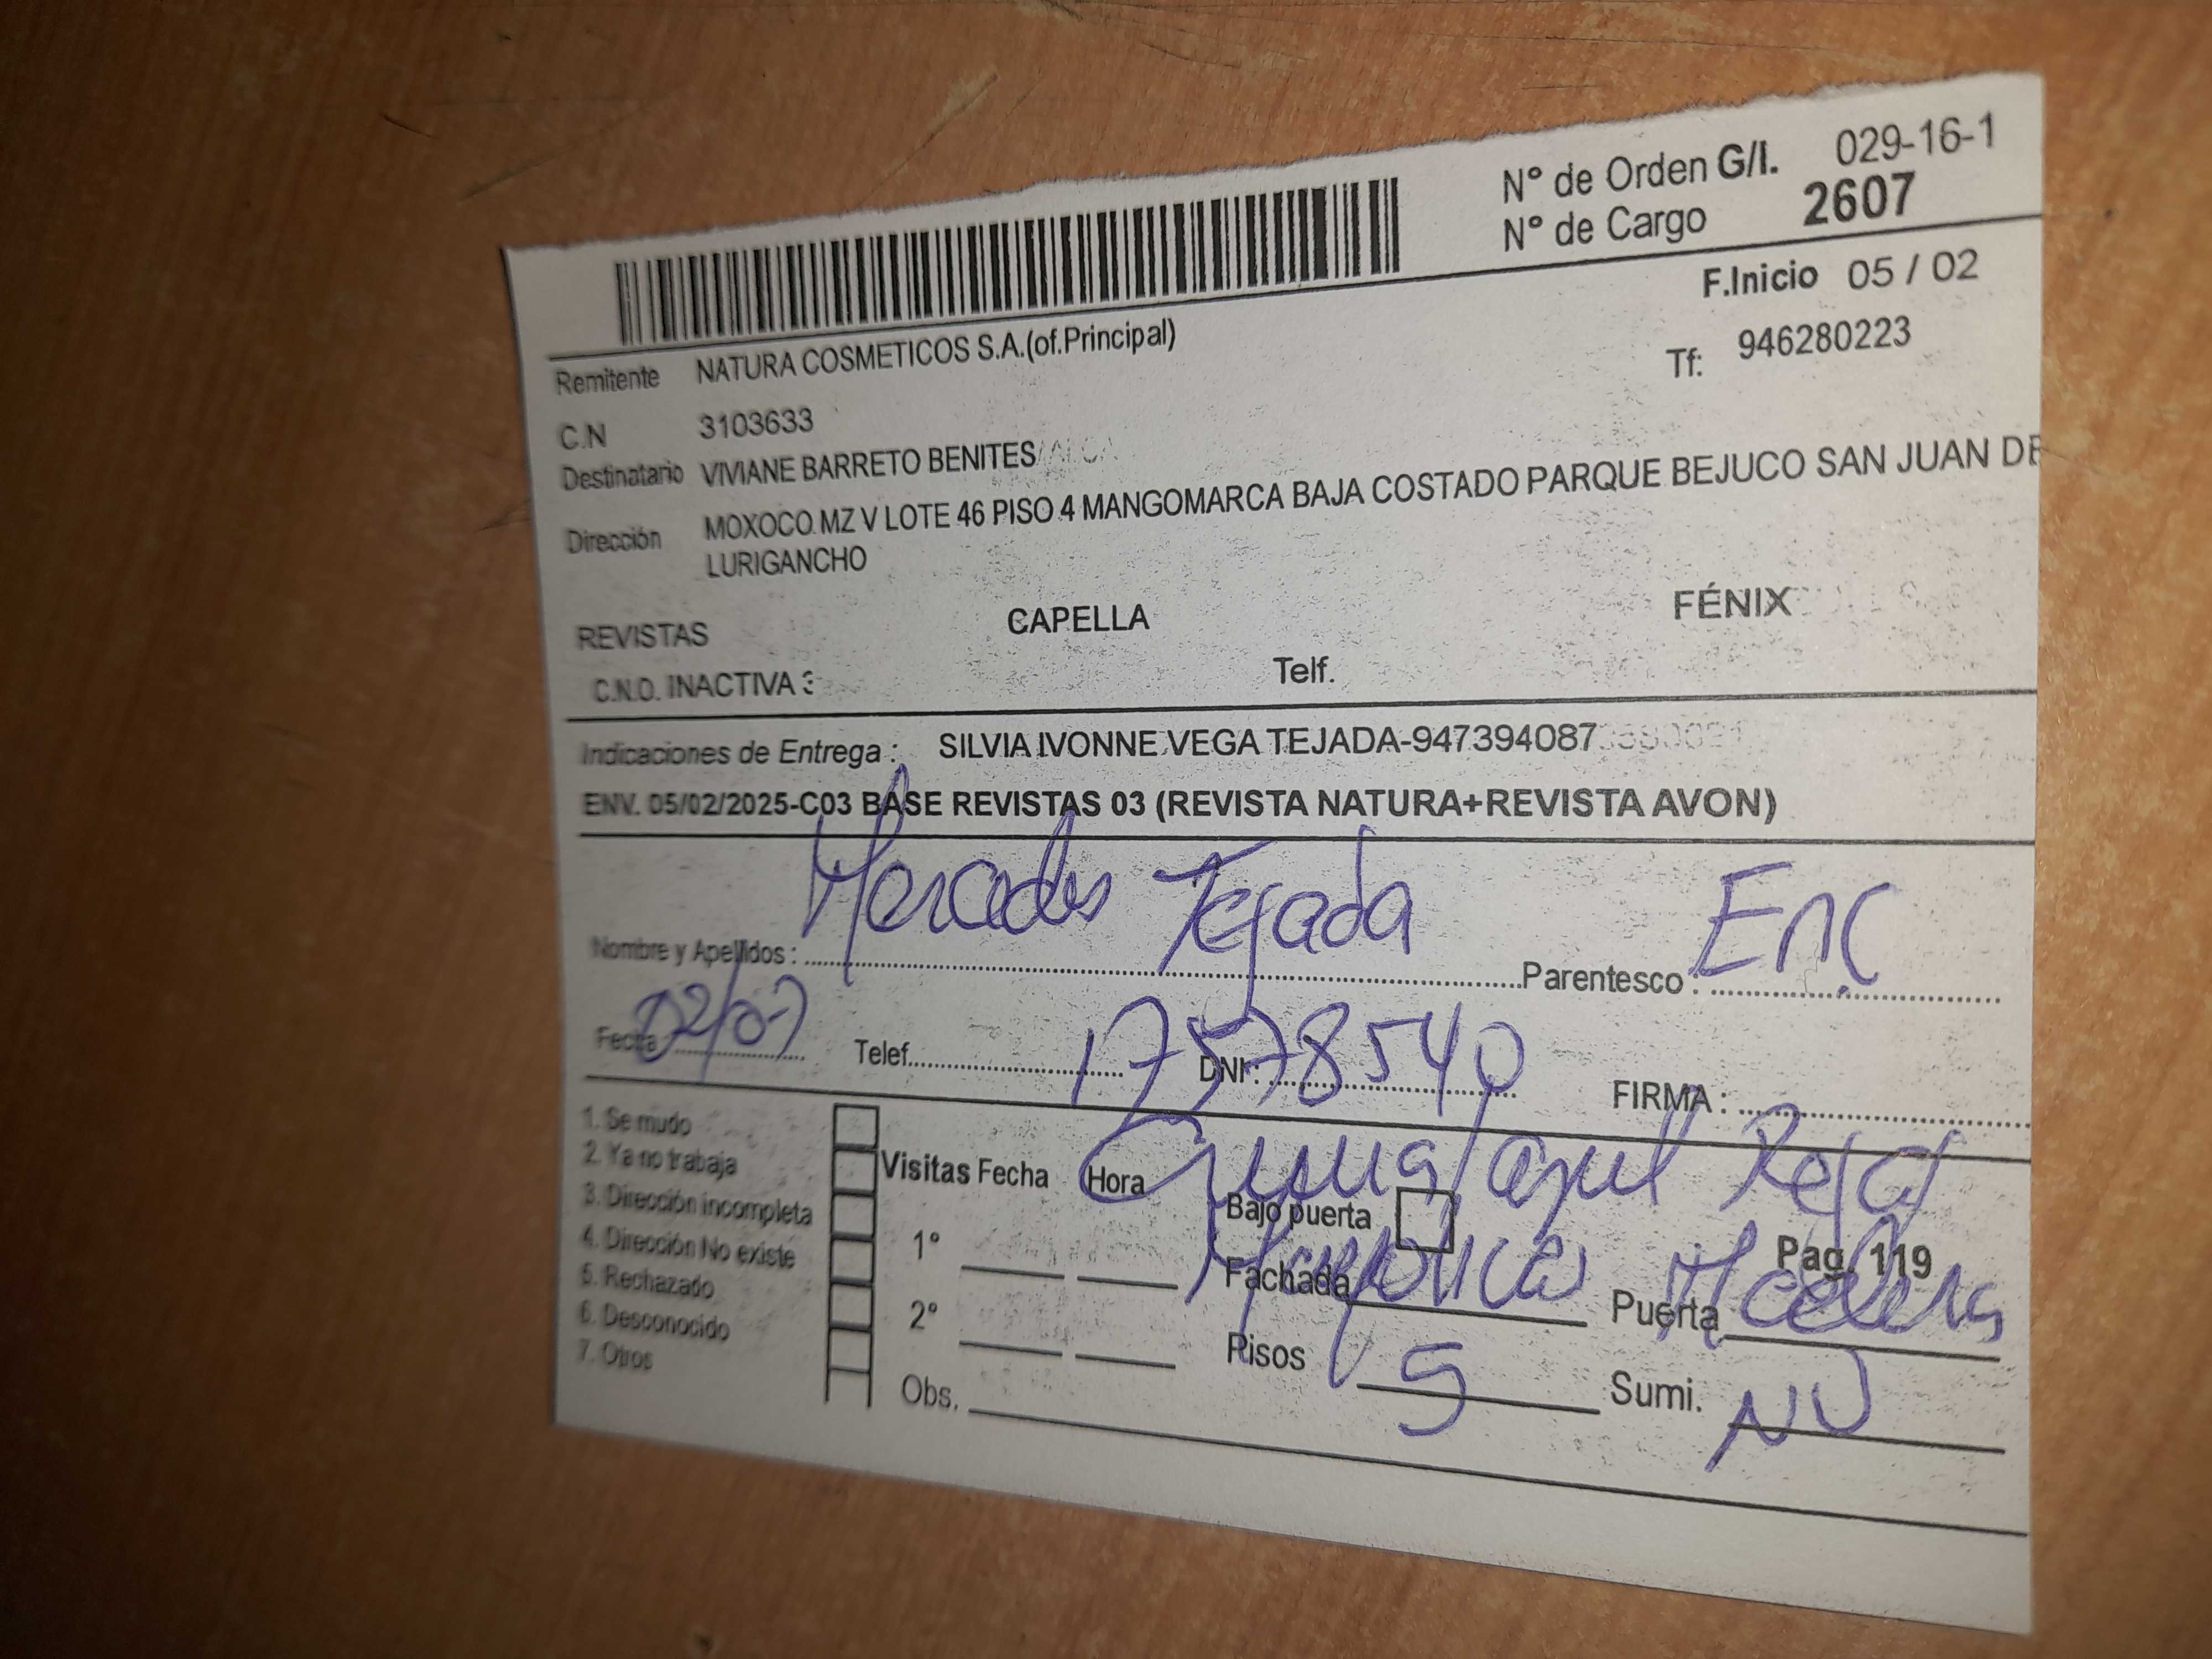 N° de Orden G/I. 029-16-1
N° de Cargo 2607
F.Inicio 05 / 02
Remitente NATURA COSMETICOS S.A.(of.Principal)
Tf: 946280223
C.N 3103633
Destinatario VIVIANE BARRETO BENITES
Dirección MOXOCO MZ V LOTE 46 PISO 4 MANGOMARCA BAJA COSTADO PARQUE BEJUCO SAN JUAN DE
LURIGANCHO
REVISTAS CAPELLA FÉNIX
C.N.O. INACTIVA 3 Telf.
Indicaciones de Entrega : SILVIA IVONNE VEGA TEJADA-947394087
ENV. 05/02/2025-C03 BASE REVISTAS 03 (REVISTA NATURA+REVISTA AVON)
Nombre y Apellidos : Mercedes Tejada Parentesco : Enc
Fecha Telef. DNI: 17578540 FIRMA :
1. Se mudo
2. Ya no trabaja
3. Dirección incompleta
4. Dirección No existe
5. Rechazado
6. Desconocido
7. Otros
Visitas Fecha Hora
1°
2°
Obs.
azul Reja
Bajo puerta
Pag. 119
Fachada Puerta
Pisos 5 Sumi. NO